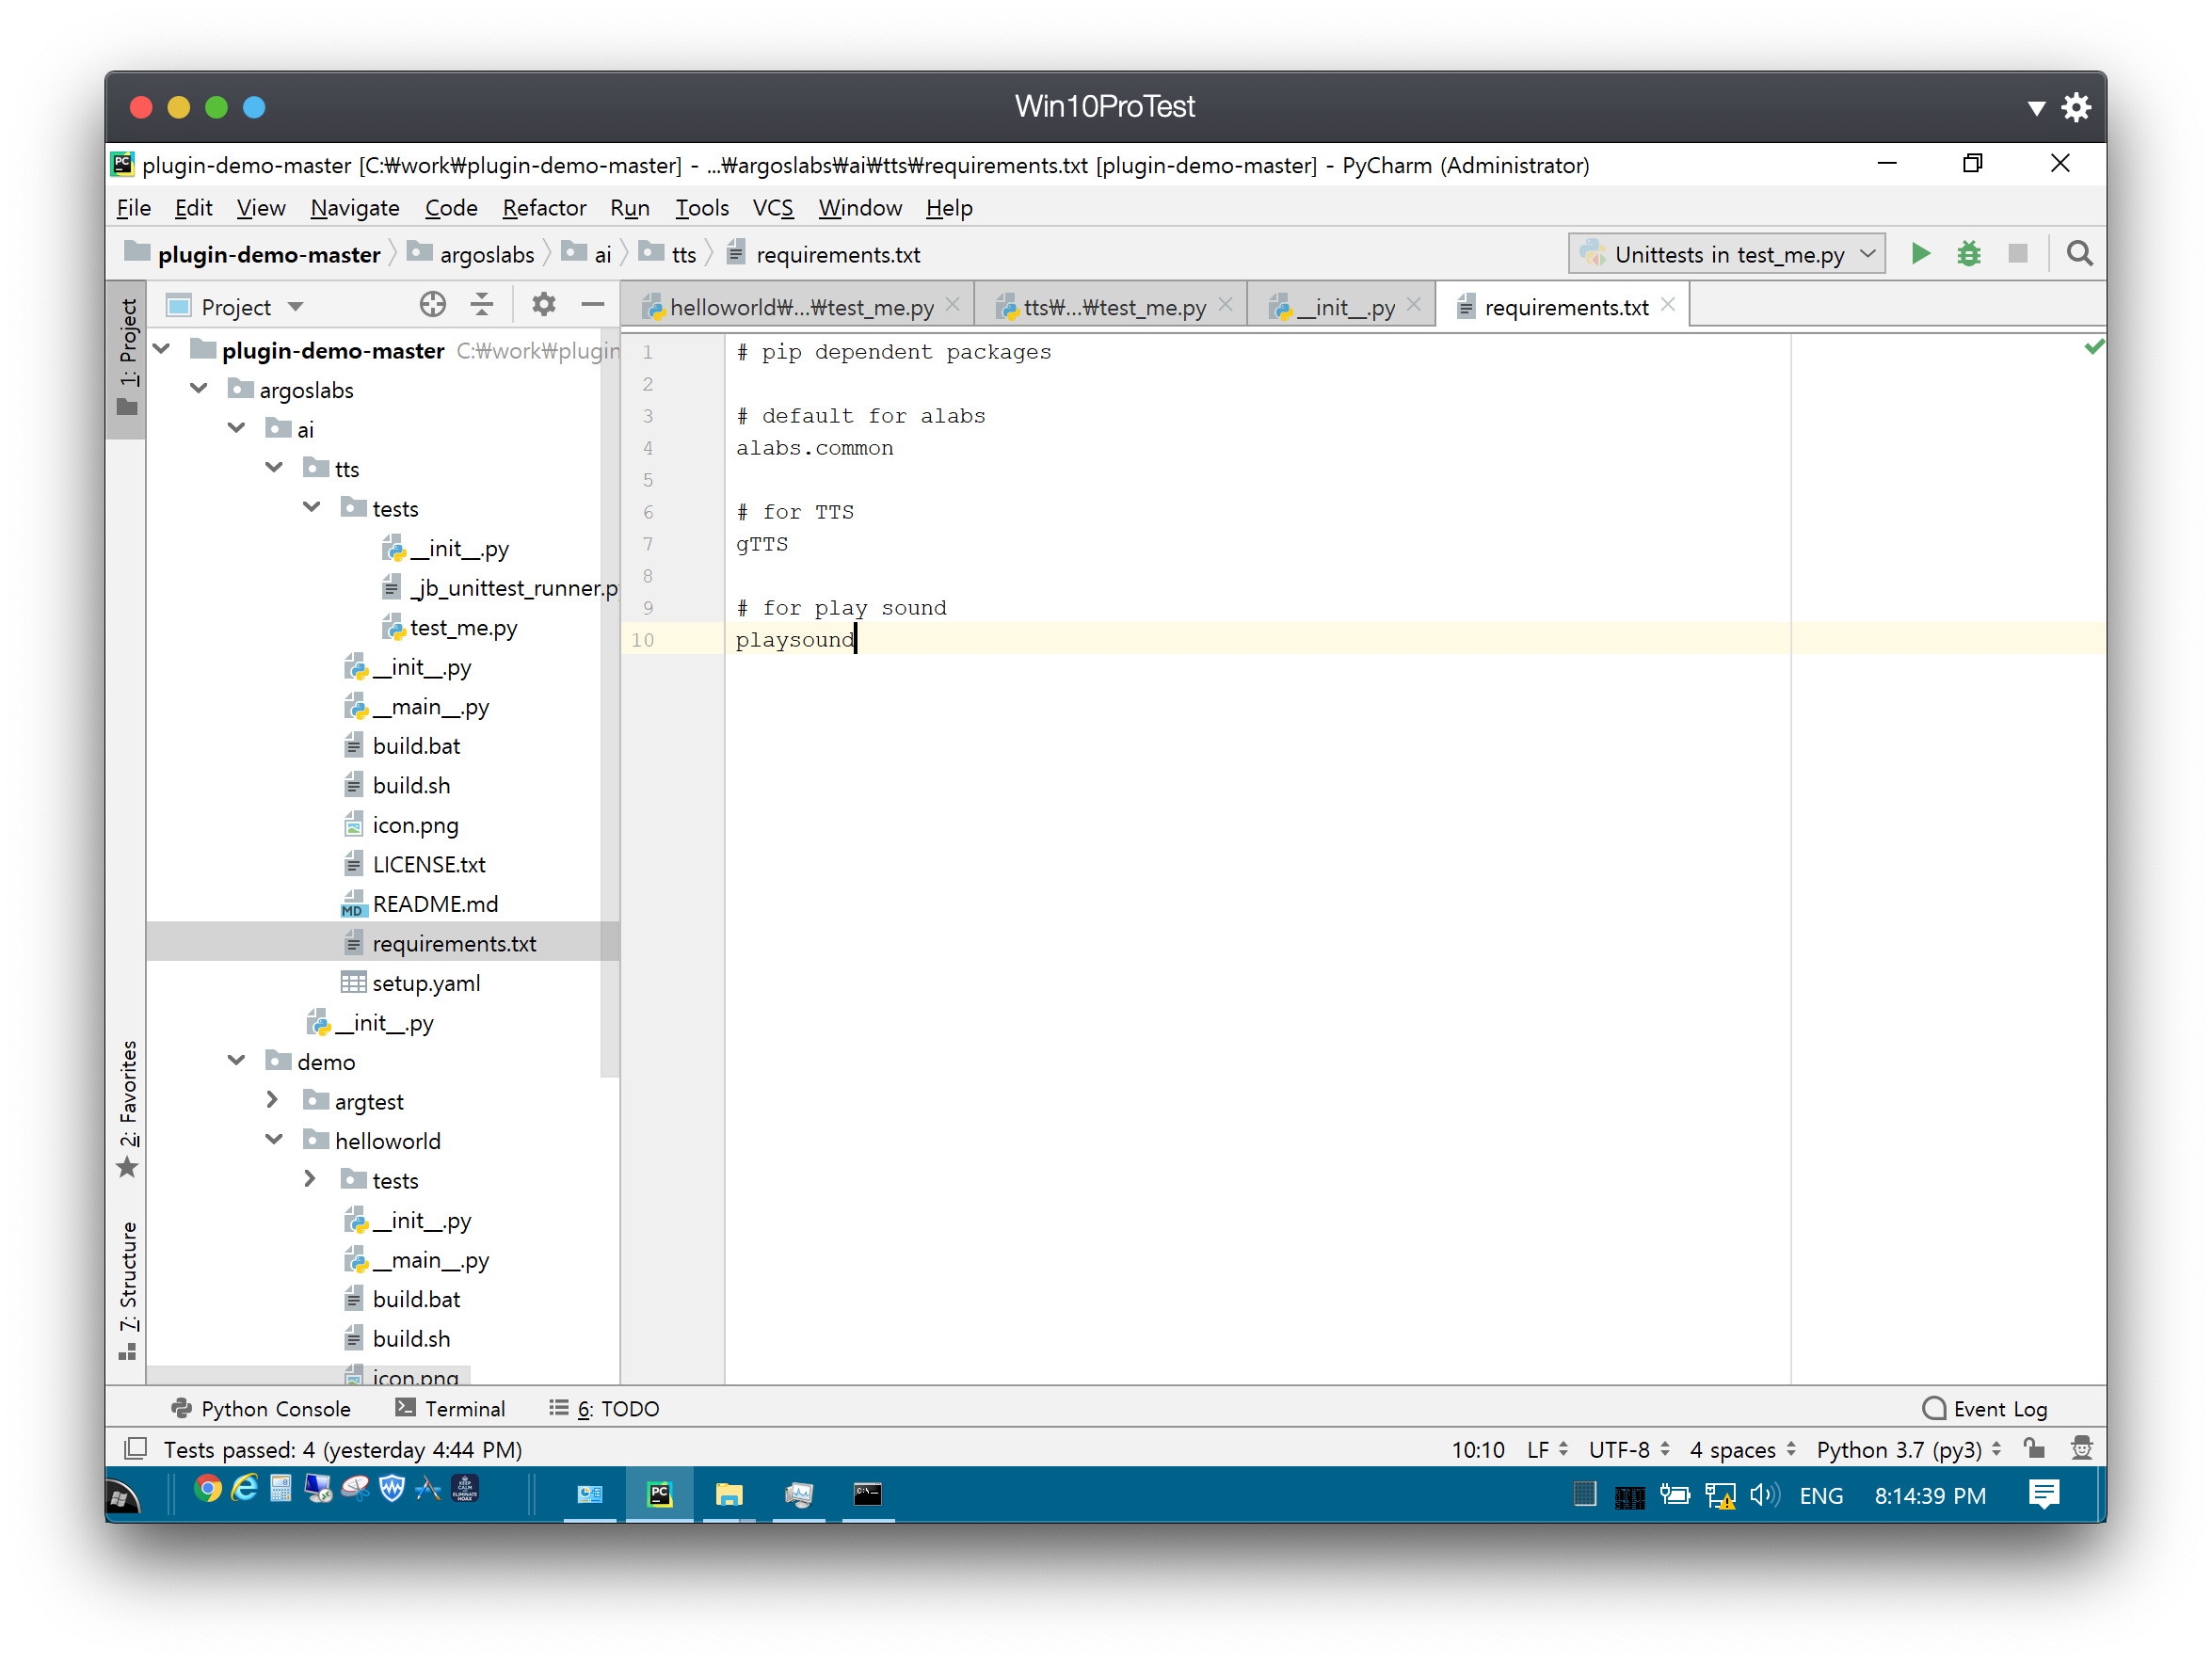 Win10ProTest
plugin-demo-master [C:₩work₩plugin-demo-master] - ...₩argoslabs₩ai₩tts₩requirements.txt [plugin-demo-master] - PyCharm (Administrator)
File Edit View Navigate Code Refactor Run Tools VCS Window Help
plugin-demo-master argoslabs ai tts requirements.txt
Unittests in test_me.py
1: Project
Project
helloworld₩...₩test_me.py
tts₩...₩test_me.py
__init__.py
requirements.txt
plugin-demo-master C:₩work₩plugin
argoslabs
ai
tts
tests
__init__.py
_jb_unittest_runner.p
test_me.py
__init__.py
__main__.py
build.bat
build.sh
icon.png
LICENSE.txt
MD README.md
requirements.txt
setup.yaml
__init__.py
demo
argtest
helloworld
tests
__init__.py
__main__.py
build.bat
build.sh
icon.png
2: Favorites
7: Structure
1 # pip dependent packages
2
3 # default for alabs
4 alabs.common
5
6 # for TTS
7 gTTS
8
9 # for play sound
10 playsound
Python Console Terminal 6: TODO Event Log
Tests passed: 4 (yesterday 4:44 PM) 10:10 LF UTF-8 4 spaces Python 3.7 (py3)
PC
ENG 8:14:39 PM